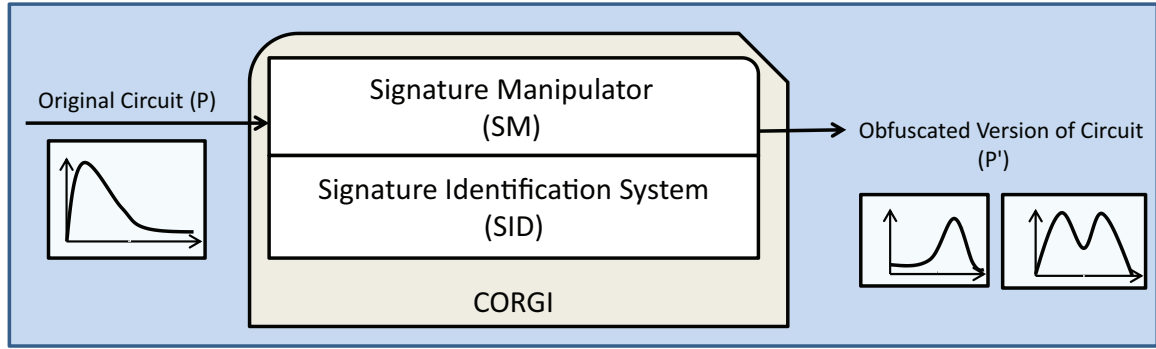 Original Circuit (P)
Signature Manipulator
(SM)
Signature Identification System
(SID)
CORGI
Obfuscated Version of Circuit
(P')